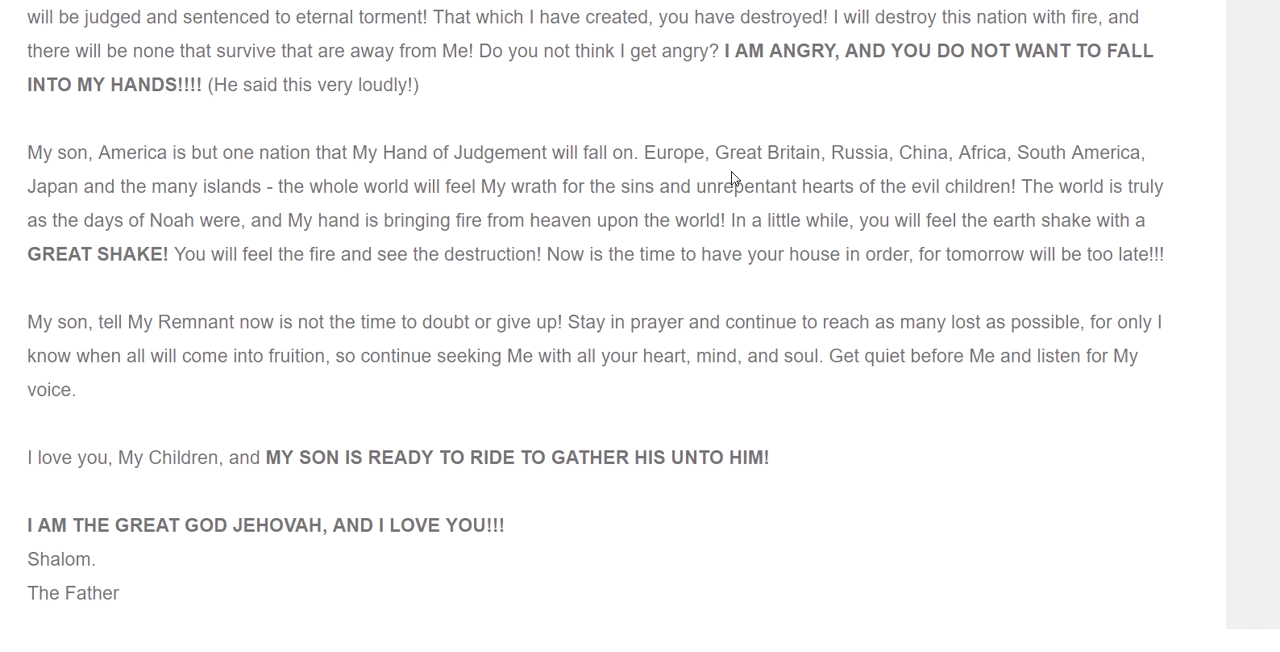 will be judged and sentenced to eternal torment! That which I have created, you have destroyed! I will destroy this nation with fire, and
there will be none that survive that are away from Me! Do you not think I get angry? I AM ANGRY, AND YOU DO NOT WANT TO FALL
INTO MY HANDS!!!! (He said this very loudly!)
My son, America is but one nation that My Hand of Judgement will fall on. Europe, Great Britain, Russia, China, Africa, South America,
Japan and the many islands - the whole world will feel My wrath for the sins and unrepentant hearts of the evil children! The world is truly
as the days of Noah were, and My hand is bringing fire from heaven upon the world! In a little while, you will feel the earth shake with a
GREAT SHAKE! You will feel the fire and see the destruction! Now is the time to have your house in order, for tomorrow will be too late!!!
My son, tell My Remnant now is not the time to doubt or give up! Stay in prayer and continue to reach as many lost as possible, for only I
know when all will come into fruition, so continue seeking Me with all your heart, mind, and soul. Get quiet before Me and listen for My
voice.
I love you, My Children, and MY SON IS READY TO RIDE TO GATHER HIS UNTO HIM!
I AM THE GREAT GOD JEHOVAH, AND I LOVE YOU!!!
Shalom.
The Father